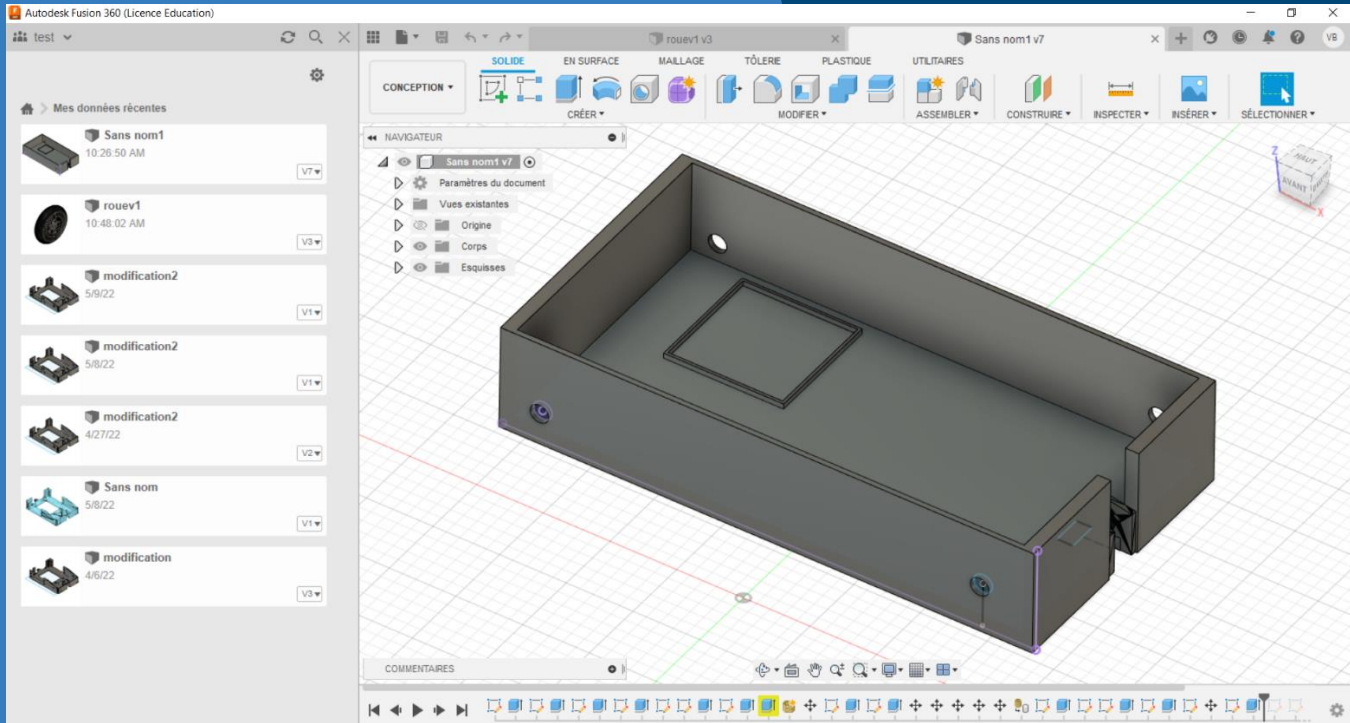 Autodesk Fusion 360 (Licence Education)
test
rouev1 v3
Sans nom1 v7
VB
SOLIDE EN SURFACE MAILLAGE TÔLERIE PLASTIQUE UTILITAIRES
CONCEPTION
CRÉER MODIFIER ASSEMBLER CONSTRUIRE INSPECTER INSÉRER SÉLECTIONNER
Mes données récentes
Sans nom1
10:26:50 AM
V7
rouev1
10:48:02 AM
V3
modification2
5/9/22
V1
modification2
5/8/22
V1
modification2
4/27/22
V2
Sans nom
5/8/22
V1
modification
4/6/22
V3
NAVIGATEUR
Sans nom1 v7
Paramètres du document
Vues existantes
Origine
Corps
Esquisses
Z
HAUT
AVANT
X
COMMENTAIRES